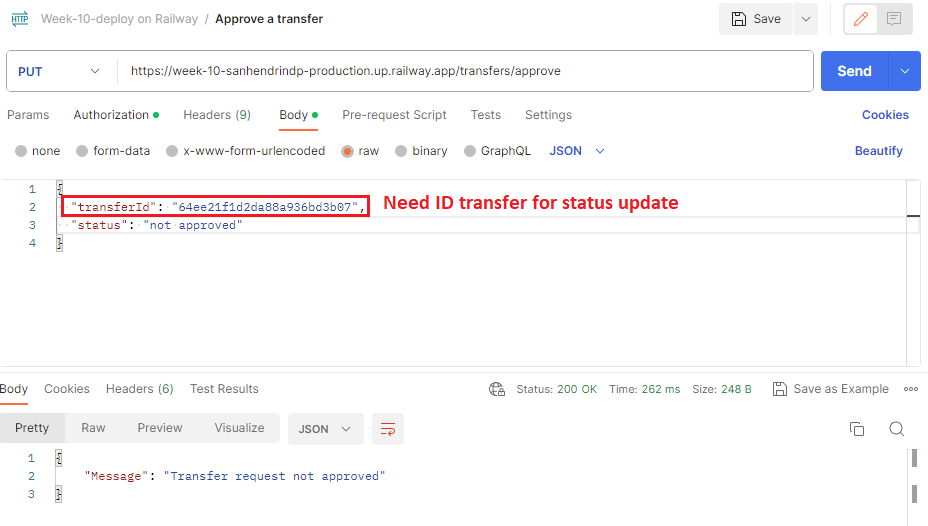 HTTP Week-10-deploy on Railway / Approve a transfer Save
PUT https://week-10-sanhendrindp-production.up.railway.app/transfers/approve Send
Params Authorization Headers (9) Body Pre-request Script Tests Settings Cookies
none form-data x-www-form-urlencoded raw binary GraphQL JSON Beautify
1 {
2 "transferId": "64ee21f1d2da88a936bd3b07", Need ID transfer for status update
3 "status": "not approved"
4 }
Body Cookies Headers (6) Test Results Status: 200 OK Time: 262 ms Size: 248 B Save as Example
Pretty Raw Preview Visualize JSON
1 {
2 "Message": "Transfer request not approved"
3 }